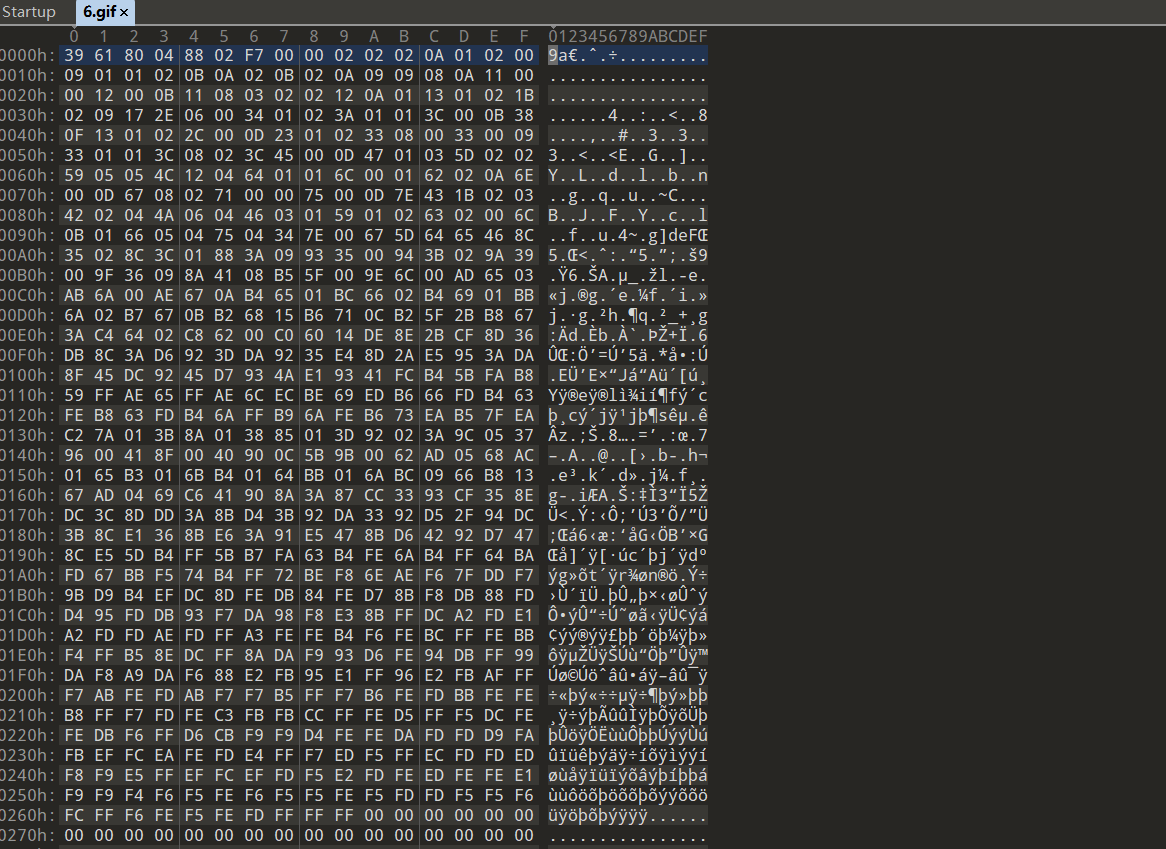 Startup 6.gif ×
0 1 2 3 4 5 6 7 8 9 A B C D E F 0123456789ABCDEF
0000h: 39 61 80 04 88 02 F7 00 00 02 02 02 0A 01 02 00 9a€.ˆ.÷.........
0010h: 09 01 01 02 0B 0A 02 0B 02 0A 09 09 08 0A 11 00 ................
0020h: 00 12 00 0B 11 08 03 02 02 12 0A 01 13 01 02 1B ................
0030h: 02 09 17 2E 06 00 34 01 02 3A 01 01 3C 00 0B 38 ......4..:..<..8
0040h: 0F 13 01 02 2C 00 0D 23 01 02 33 08 00 33 00 09 ....,..#..3..3..
0050h: 33 01 01 3C 08 02 3C 45 00 0D 47 01 03 5D 02 02 3..<..<E..G..]..
0060h: 59 05 05 4C 12 04 64 01 01 6C 00 01 62 02 0A 6E Y..L..d..l..b..n
0070h: 00 0D 67 08 02 71 00 00 75 00 0D 7E 43 1B 02 03 ..g..q..u..~C...
0080h: 42 02 04 4A 06 04 46 03 01 59 01 02 63 02 00 6C B..J..F..Y..c..l
0090h: 0B 01 66 05 04 75 04 34 7E 00 67 5D 64 65 46 8C ..f..u.4~.g]deFŒ
00A0h: 35 02 8C 3C 01 88 3A 09 93 35 00 94 3B 02 9A 39 5.Œ<.ˆ:.“5.”;.š9
00B0h: 00 9F 36 09 8A 41 08 B5 5F 00 9E 6C 00 AD 65 03 .Ÿ6.ŠA.µ_.žl.-e.
00C0h: AB 6A 00 AE 67 0A B4 65 01 BC 66 02 B4 69 01 BB «j.®g.´e.¼f.´i.»
00D0h: 6A 02 B7 67 0B B2 68 15 B6 71 0C B2 5F 2B B8 67 j.·g.²h.¶q.²_+¸g
00E0h: 3A C4 64 02 C8 62 00 C0 60 14 DE 8E 2B CF 8D 36 :Äd.Èb.À`.ÞŽ+Ï.6
00F0h: DB 8C 3A D6 92 3D DA 92 35 E4 8D 2A E5 95 3A DA ÛŒ:Ö’=Ú’5ä.*å•:Ú
0100h: 8F 45 DC 92 45 D7 93 4A E1 93 41 FC B4 5B FA B8 .EÜ’E×“Já“Aü´[ú¸
0110h: 59 FF AE 65 FF AE 6C EC BE 69 ED B6 66 FD B4 63 Yÿ®eÿ®lì¾ií¶fý´c
0120h: FE B8 63 FD B4 6A FF B9 6A FE B6 73 EA B5 7F EA þ¸cý´jÿ¹jþ¶sêµ.ê
0130h: C2 7A 01 3B 8A 01 38 85 01 3D 92 02 3A 9C 05 37 Âz.;Š.8….=’.:œ.7
0140h: 96 00 41 8F 00 40 90 0C 5B 9B 00 62 AD 05 68 AC –.A..@..[›.b-.h¬
0150h: 01 65 B3 01 6B B4 01 64 BB 01 6A BC 09 66 B8 13 .e³.k´.d».j¼.f¸.
0160h: 67 AD 04 69 C6 41 90 8A 3A 87 CC 33 93 CF 35 8E g-.iÆA.Š:‡Ì3“Ï5Ž
0170h: DC 3C 8D DD 3A 8B D4 3B 92 DA 33 92 D5 2F 94 DC Ü<.Ý:‹Ô;’Ú3’Õ/”Ü
0180h: 3B 8C E1 36 8B E6 3A 91 E5 47 8B D6 42 92 D7 47 ;Œá6‹æ:‘åG‹ÖB’×G
0190h: 8C E5 5D B4 FF 5B B7 FA 63 B4 FE 6A B4 FF 64 BA Œå]´ÿ[·úc´þj´ÿdº
01A0h: FD 67 BB F5 74 B4 FF 72 BE F8 6E AE F6 7F DD F7 ýg»õt´ÿr¾øn®ö.Ý÷
01B0h: 9B D9 B4 EF DC 8D FE DB 84 FE D7 8B F8 DB 88 FD ›Ù´ïÜ.þÛ„þ×‹øÛˆý
01C0h: D4 95 FD DB 93 F7 DA 98 F8 E3 8B FF DC A2 FD E1 Ô•ýÛ“÷Ú˜øã‹ÿÜ¢ýá
01D0h: A2 FD FD AE FD FF A3 FE FE B4 F6 FE BC FF FE BB ¢ýý®ýÿ£þþ´öþ¼ÿþ»
01E0h: F4 FF B5 8E DC FF 8A DA F9 93 D6 FE 94 DB FF 99 ôÿµŽÜÿŠÚù“Öþ”Ûÿ™
01F0h: DA F8 A9 DA F6 88 E2 FB 95 E1 FF 96 E2 FB AF FF Úø©Úöˆâû•áÿ–âû¯ÿ
0200h: F7 AB FE FD AB F7 F7 B5 FF F7 B6 FE FD BB FE FE ÷«þý«÷÷µÿ÷¶þý»þþ
0210h: B8 FF F7 FD FE C3 FB FB CC FF FE D5 FF F5 DC FE ¸ÿ÷ýþÃûûÌÿþÕÿõÜþ
0220h: FE DB F6 FF D6 CB F9 F9 D4 FE FE DA FD FD D9 FA þÛöÿÖËùùÔþþÚýýÙú
0230h: FB EF FC EA FE FD E4 FF F7 ED F5 FF EC FD FD ED ûïüêþýäÿ÷íõÿìýýí
0240h: F8 F9 E5 FF EF FC EF FD F5 E2 FD FE ED FE FE E1 øùåÿïüïýõâýþíþþá
0250h: F9 F9 F4 F6 F5 FE F6 F5 F5 FE F5 FD FD F5 F5 F6 ùùôöõþöõõþõýýõõö
0260h: FC FF F6 FE F5 FE FD FF FF FF 00 00 00 00 00 00 üÿöþõþýÿÿÿ......
0270h: 00 00 00 00 00 00 00 00 00 00 00 00 00 00 00 00 ................